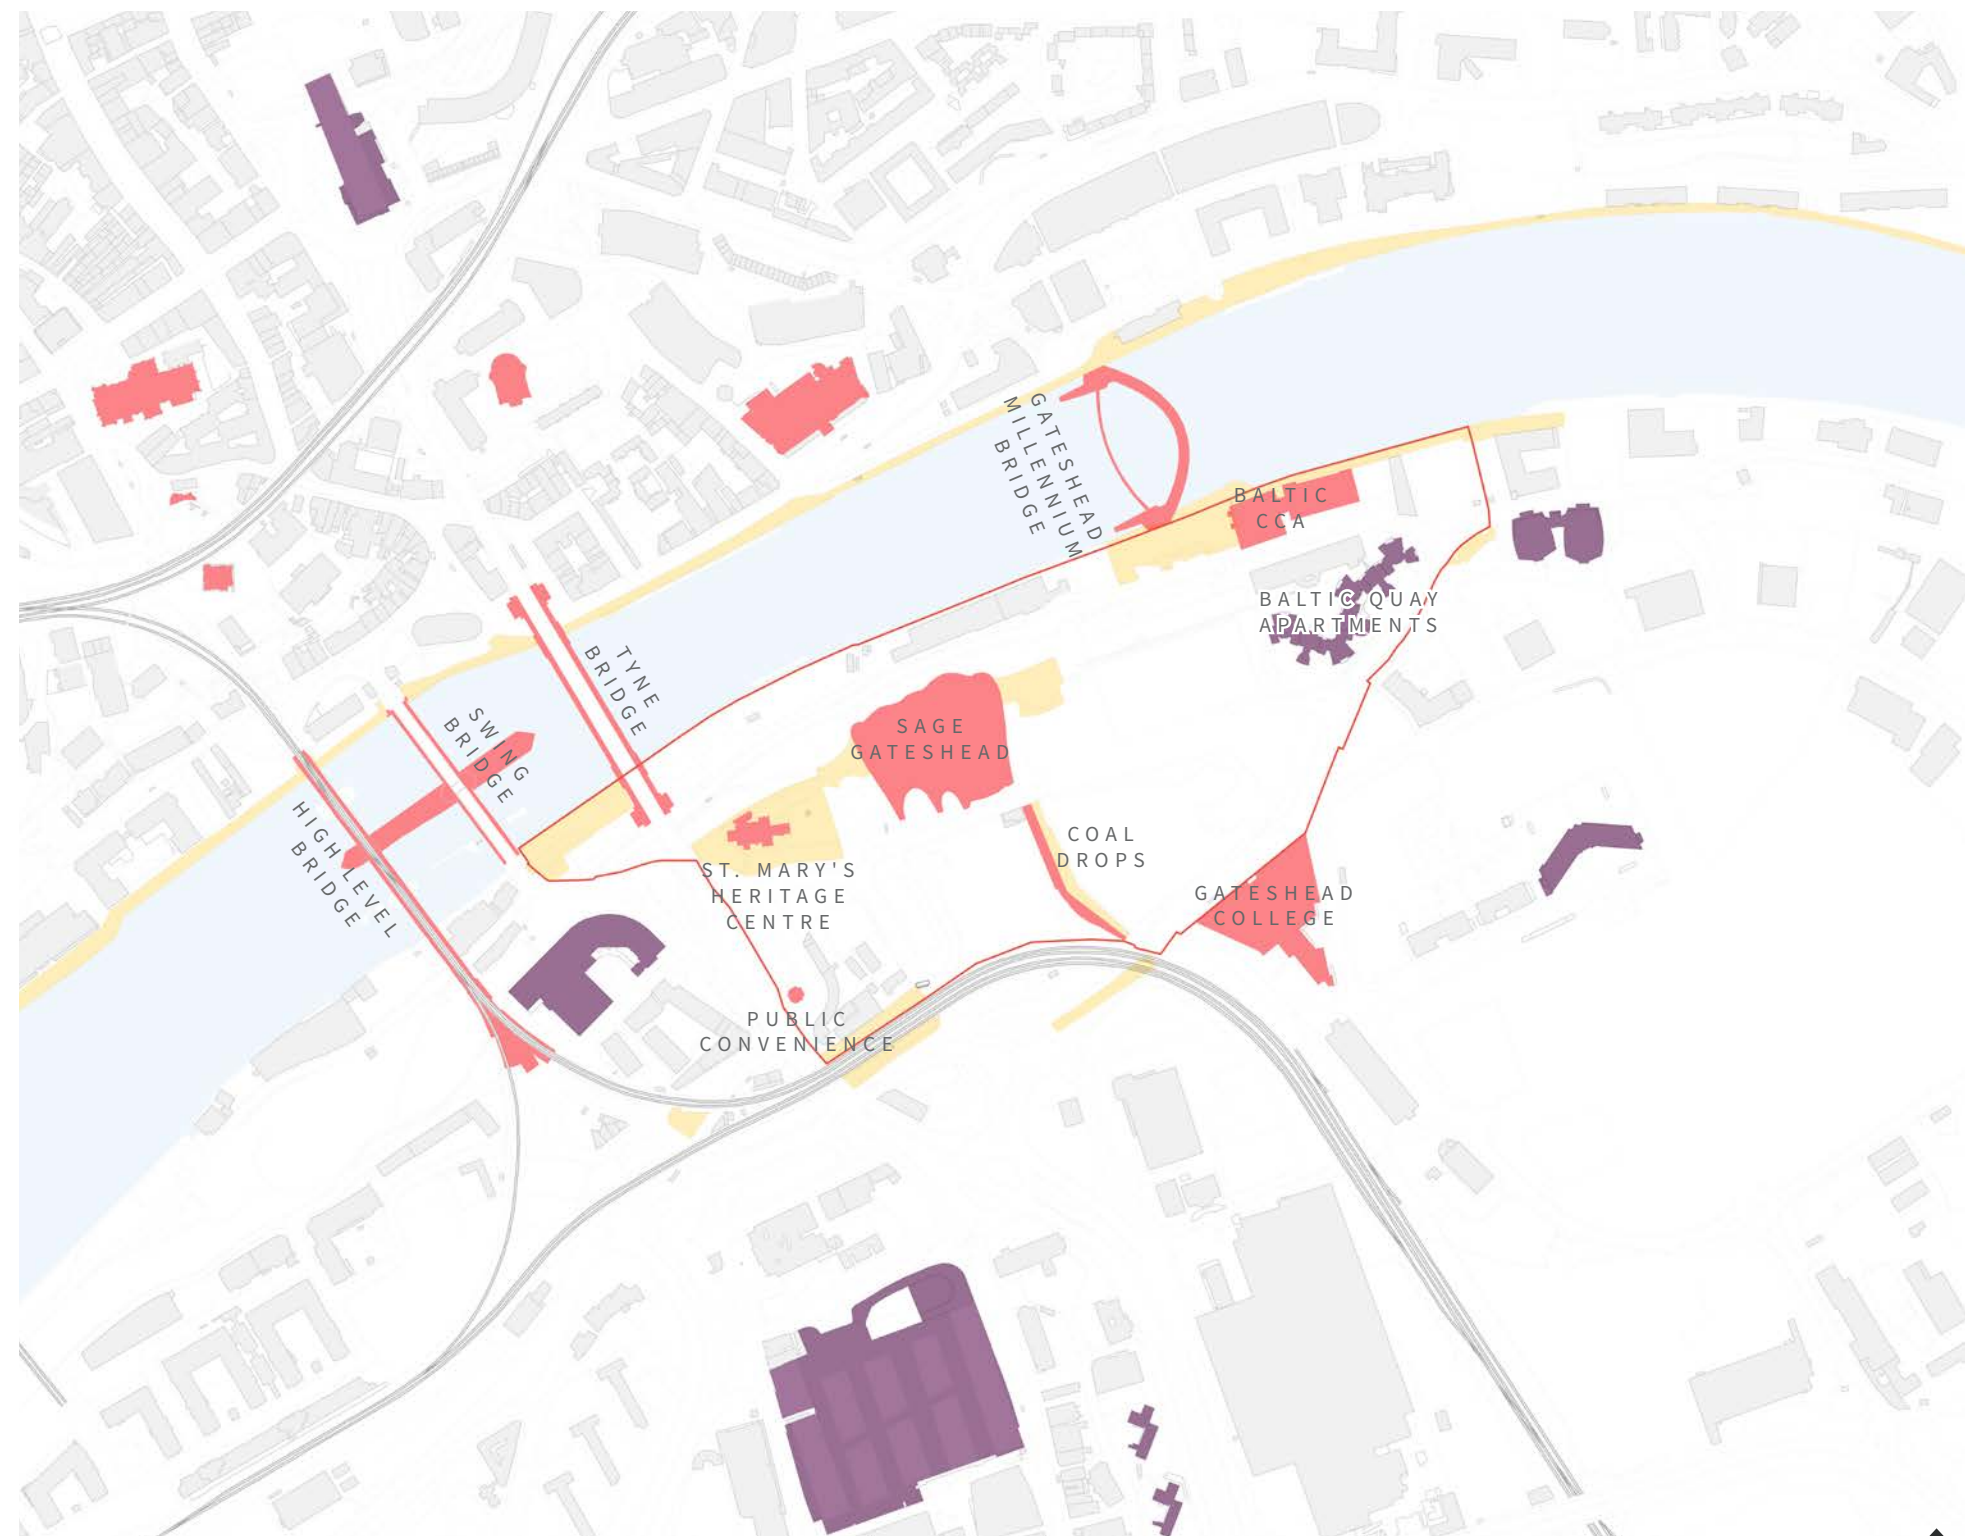 GATESHEAD
MILLENNIUM
BRIDGE
BALTIC
CCA
BALTIC QUAY
APARTMENTS
TYNE
BRIDGE
SWING
BRIDGE
SAGE
GATESHEAD
HIGH LEVEL
BRIDGE
COAL
DROPS
ST. MARY'S
HERITAGE
CENTRE
GATESHEAD
COLLEGE
PUBLIC
CONVENIENCE